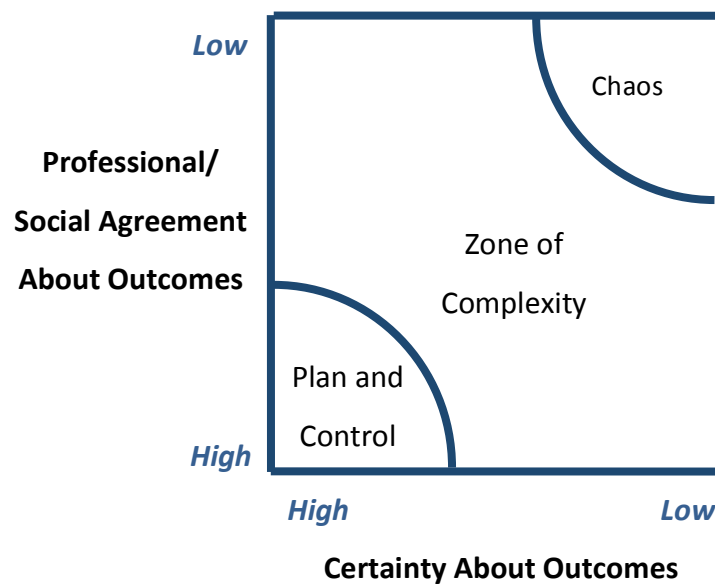 Low
Chaos
Professional/
Social Agreement
About Outcomes
Zone of
Complexity
Plan and
Control
High
High
Low
Certainty About Outcomes